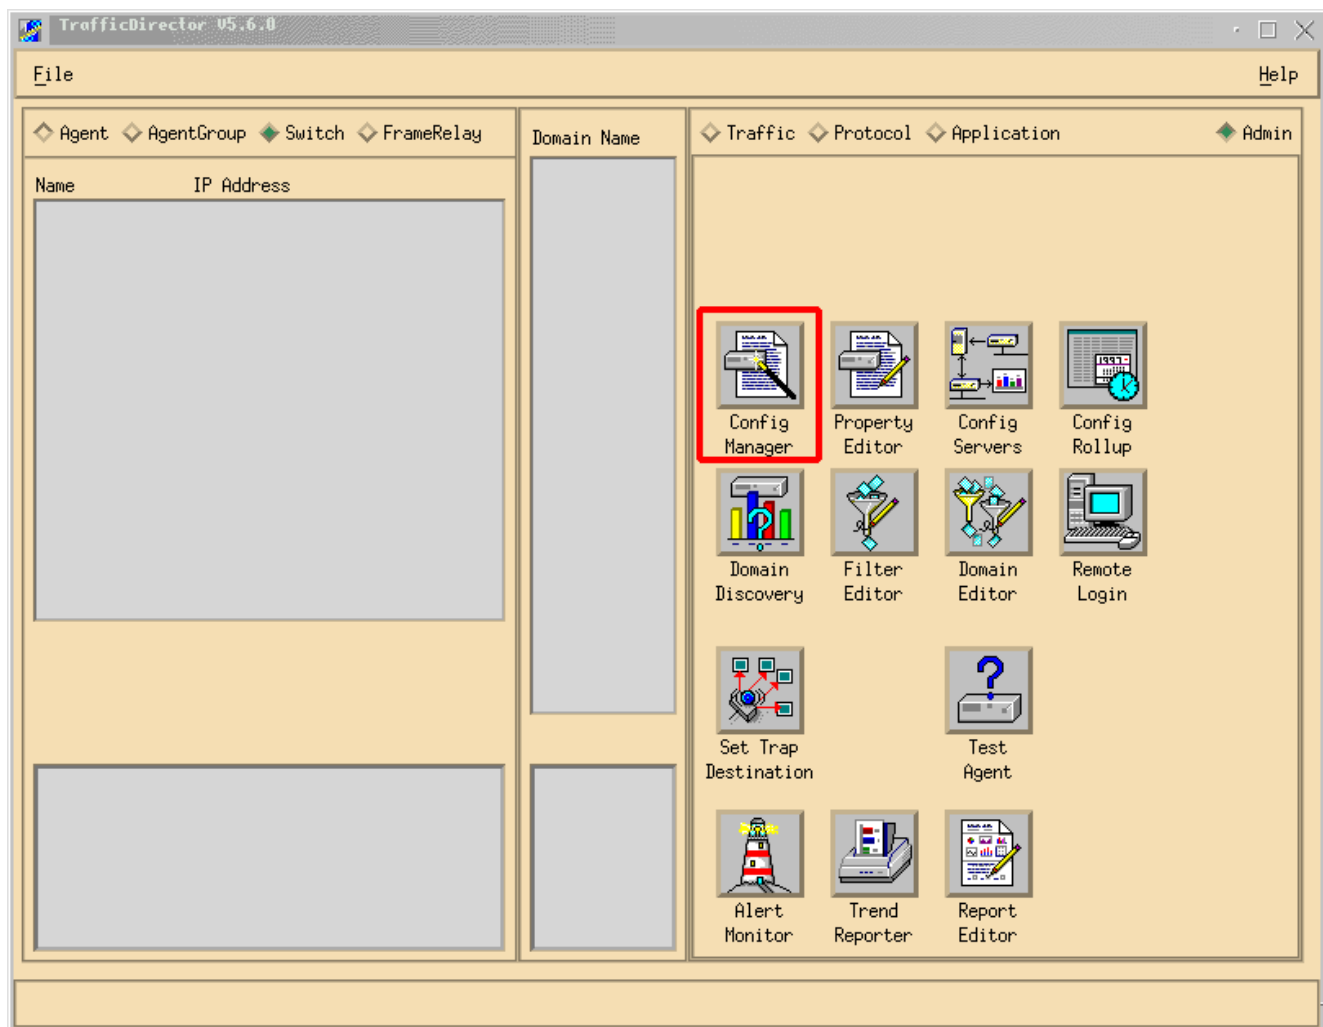 TrafficDirector V5.6.0
File Help
Agent AgentGroup Switch FrameRelay
Domain Name
Traffic Protocol Application Admin
Name IP Address
1997
Config Manager
Property Editor
Config Servers
Config Rollup
Domain Discovery
Filter Editor
Domain Editor
Remote Login
Set Trap Destination
Test Agent
Alert Monitor
Trend Reporter
Report Editor